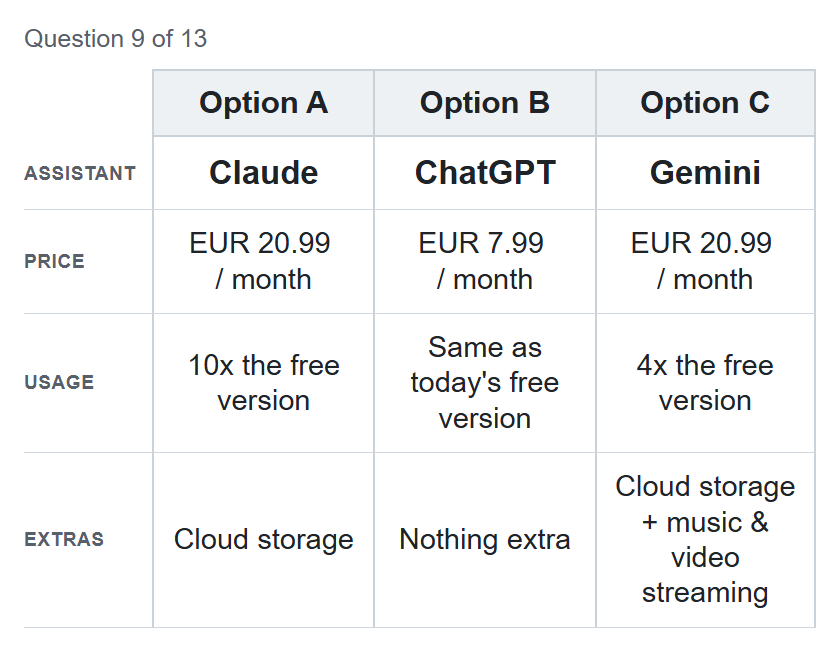 Question 9 of 13
Option A Option B Option C
ASSISTANT Claude ChatGPT Gemini
PRICE EUR 20.99 / month EUR 7.99 / month EUR 20.99 / month
USAGE 10x the free version Same as today's free version 4x the free version
EXTRAS Cloud storage Nothing extra Cloud storage + music & video streaming